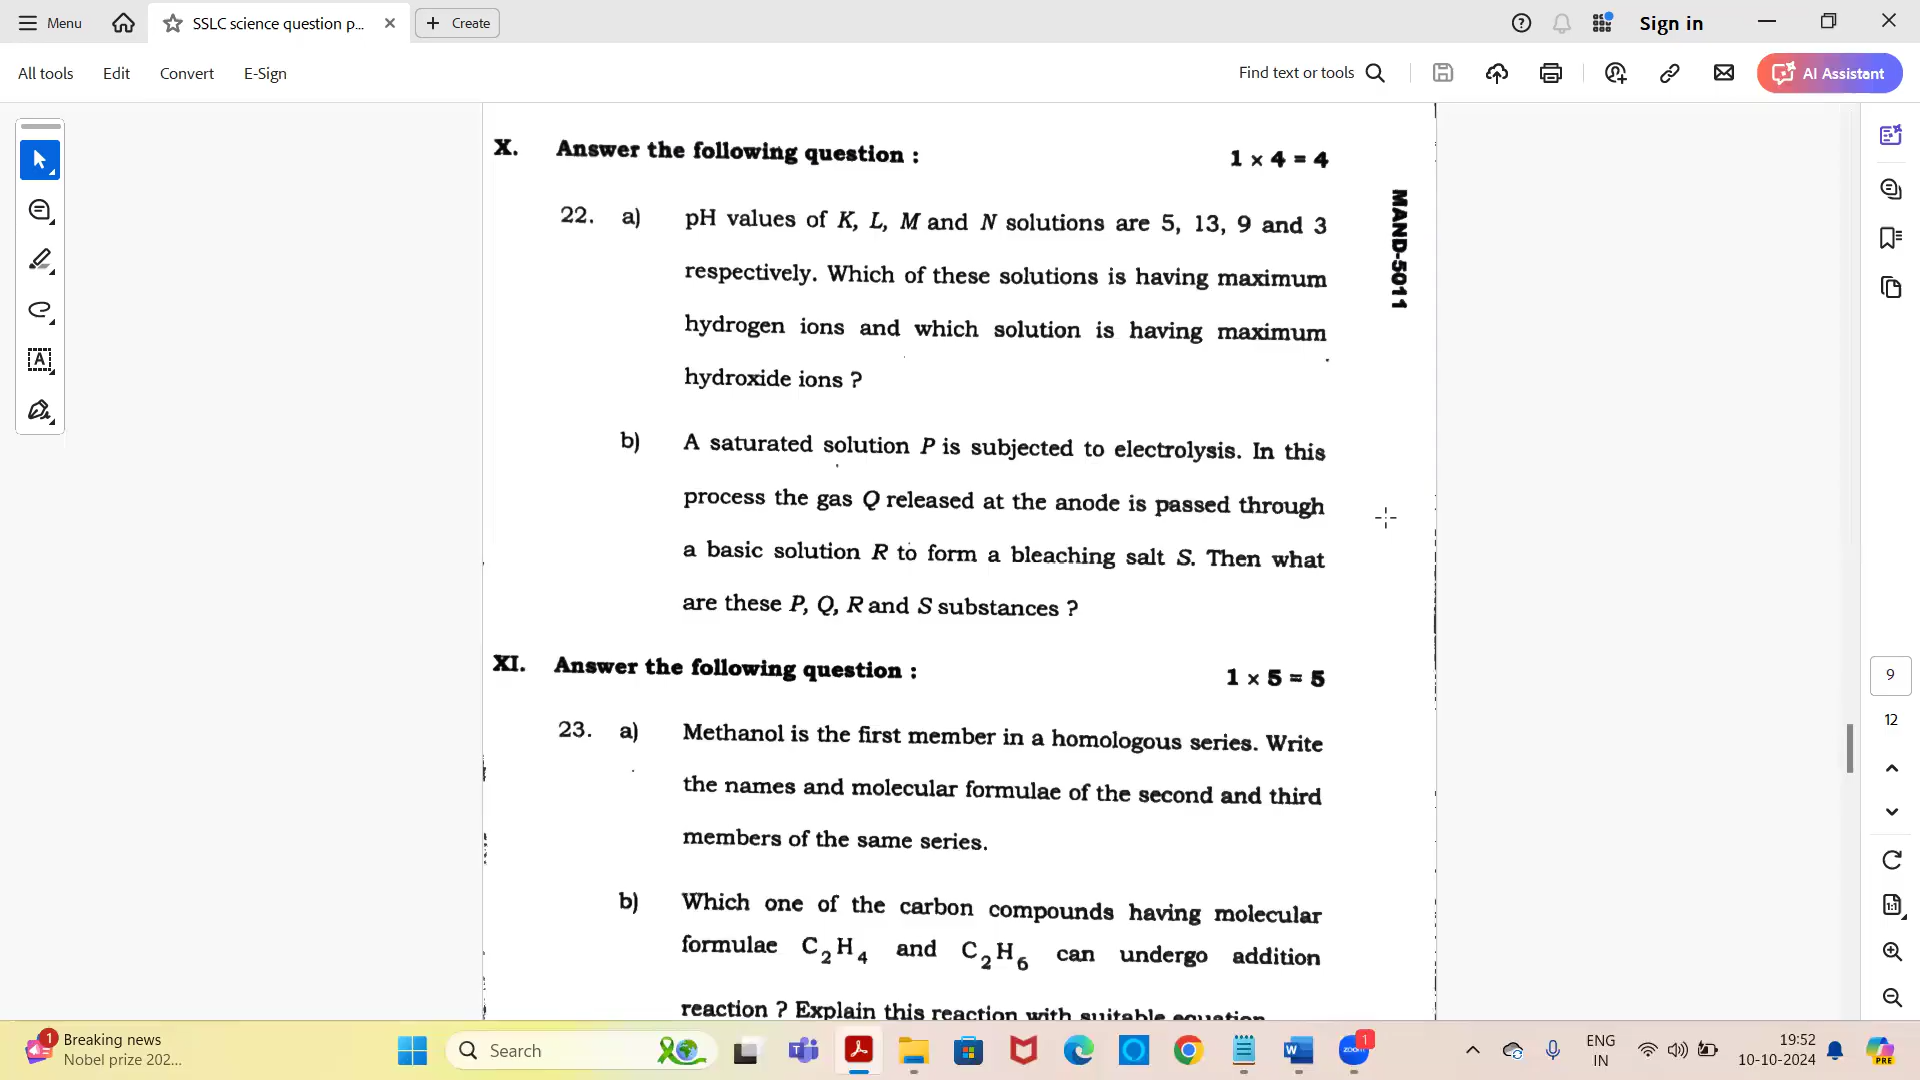 Menu
SSLC science question p...
Create
Sign in
All tools
Edit
Convert
E-Sign
Find text or tools
AI Assistant
X. Answer the following question : 1 × 4 = 4
22. a) pH values of K, L, M and N solutions are 5, 13, 9 and 3
respectively. Which of these solutions is having maximum
hydrogen ions and which solution is having maximum
hydroxide ions ?
b) A saturated solution P is subjected to electrolysis. In this
process the gas Q released at the anode is passed through
a basic solution R to form a bleaching salt S. Then what
are these P, Q, R and S substances ?
XI. Answer the following question : 1 × 5 = 5
23. a) Methanol is the first member in a homologous series. Write
the names and molecular formulae of the second and third
members of the same series.
b) Which one of the carbon compounds having molecular
formulae C₂H₄ and C₂H₆ can undergo addition
reaction ? Explain this reaction with suitable equation
MAND-5011
9
12
1
Breaking news
Nobel prize 202...
Search
zoom
1
ENG
IN
19:52
10-10-2024
PRE